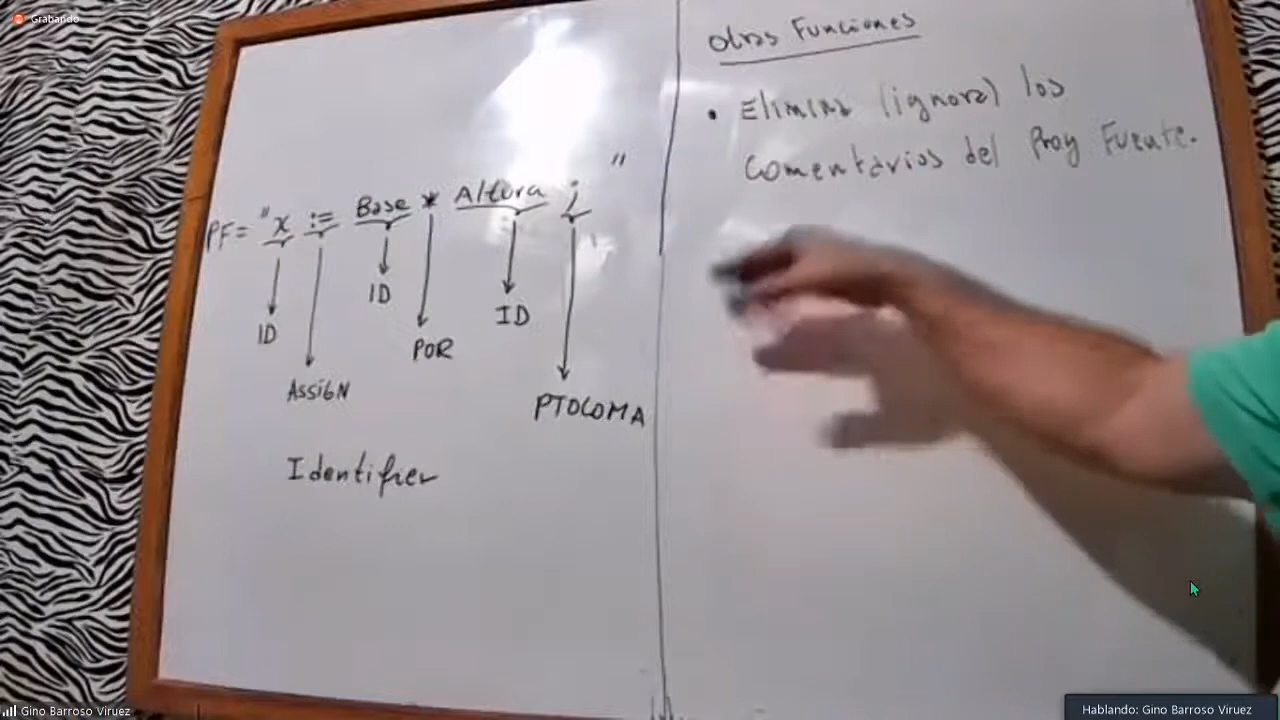 Grabando
PF= "x := Base * Altura ; "
ID
ASSIGN
ID
POR
ID
PTOCOMA
Identifier
Otras Funciones
• Elimina (ignora) los
Comentarios del Prog Fuente.
Gino Barroso Viruez
Hablando: Gino Barroso Viruez